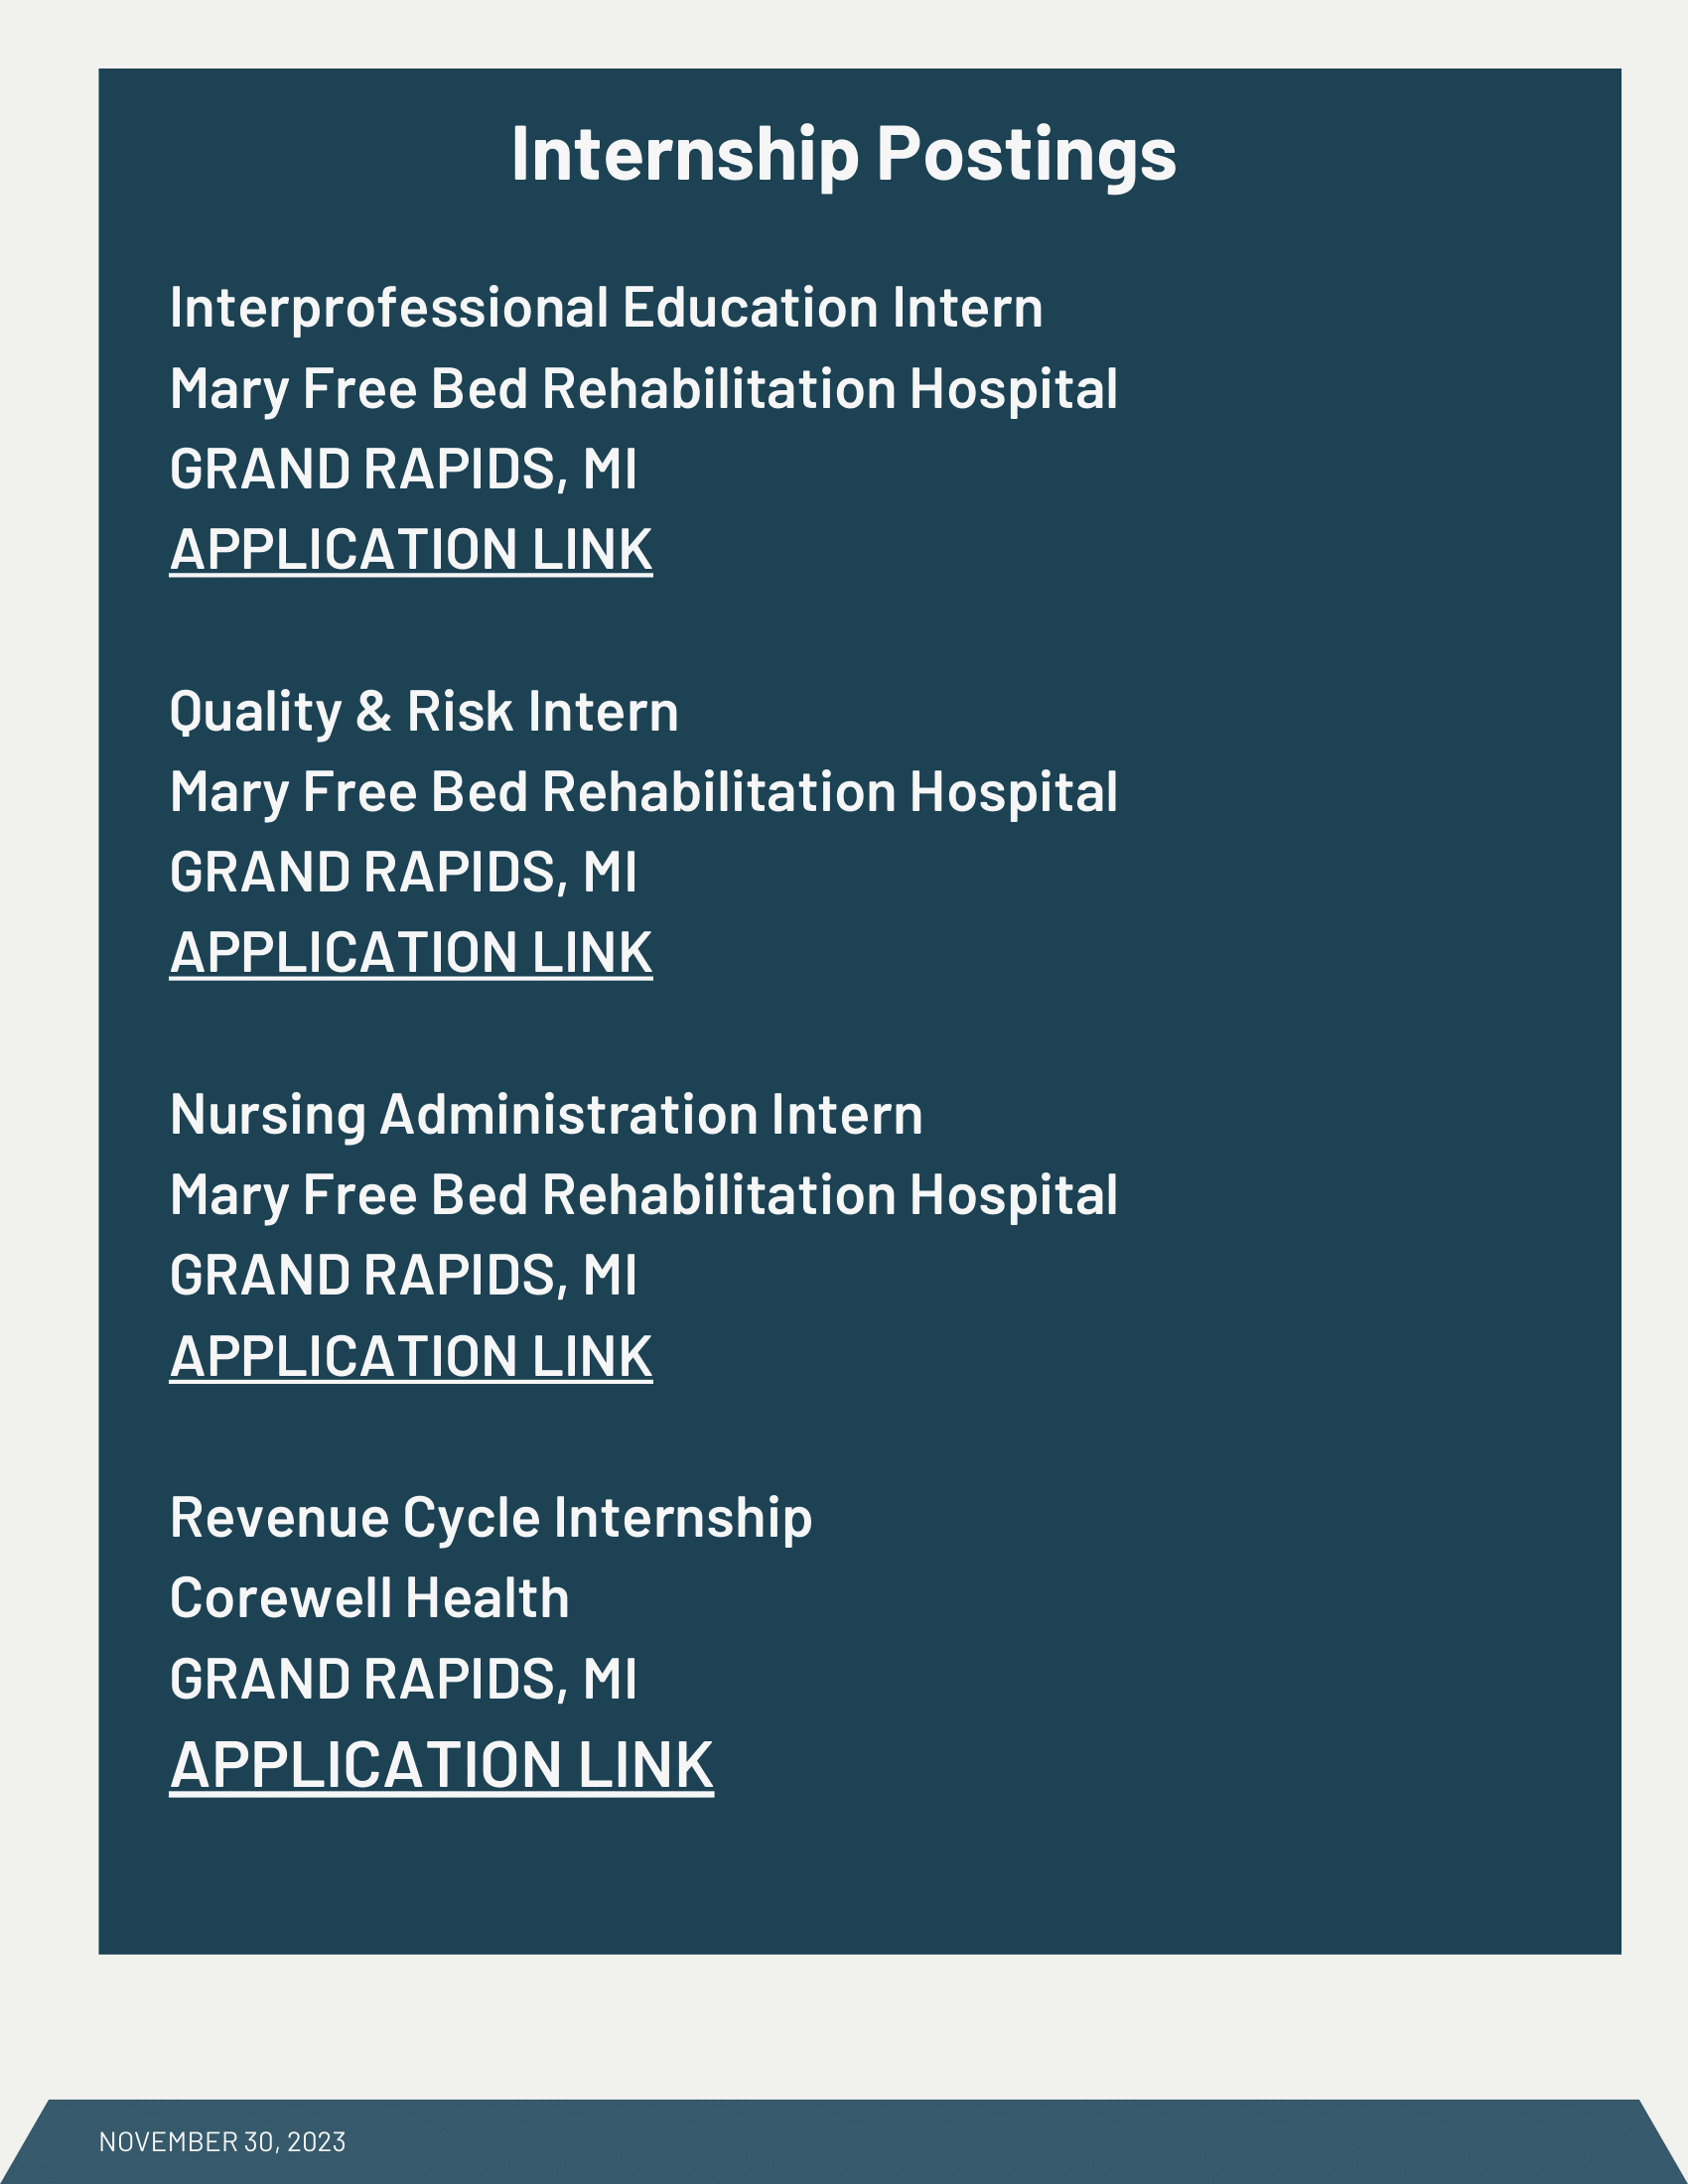 Internship Postings
Interprofessional Education Intern
Mary Free Bed Rehabilitation Hospital
GRAND RAPIDS, MI
APPLICATION LINK
Quality & Risk Intern
Mary Free Bed Rehabilitation Hospital
GRAND RAPIDS, MI
APPLICATION LINK
Nursing Administration Intern
Mary Free Bed Rehabilitation Hospital
GRAND RAPIDS, MI
APPLICATION LINK
Revenue Cycle Internship
Corewell Health
GRAND RAPIDS, MI
APPLICATION LINK
NOVEMBER 30, 2023